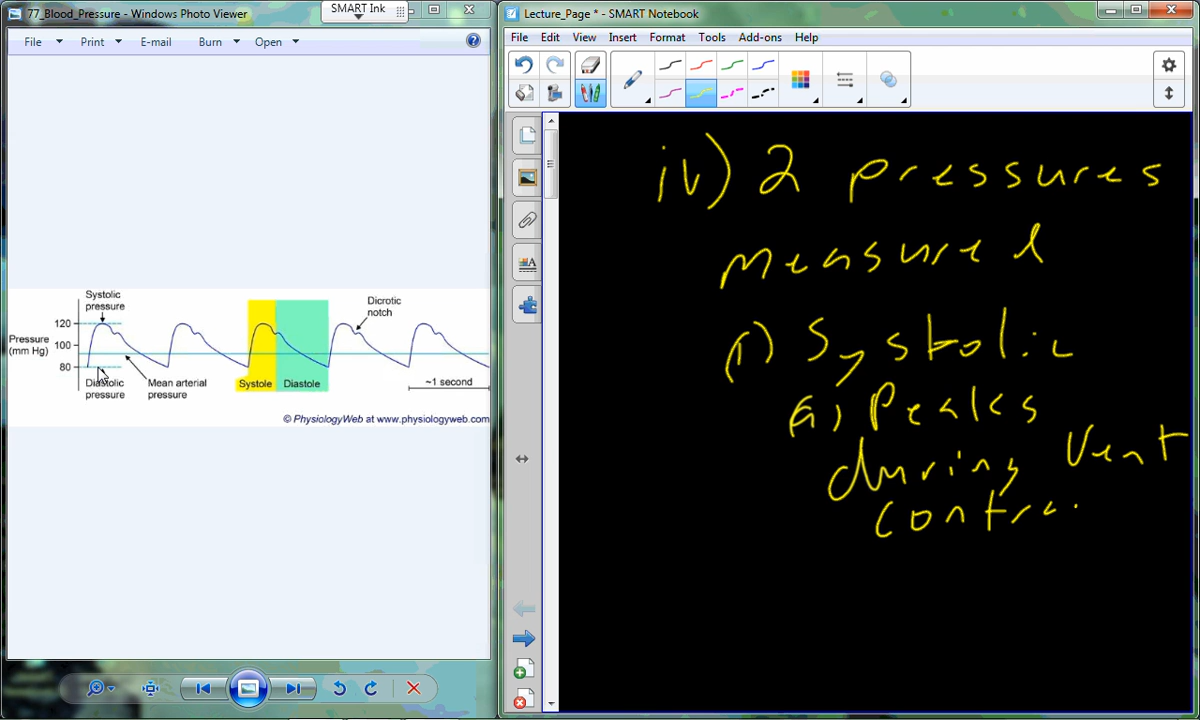 77_Blood_Pressure - Windows Photo Viewer
SMART Ink
File Print E-mail Burn Open
Systolic
pressure
Dicrotic
notch
120
Pressure
(mm Hg)
100
80
Diastolic
pressure
Mean arterial
pressure
Systole
Diastole
~1 second
© PhysiologyWeb at www.physiologyweb.com
Lecture_Page * - SMART Notebook
File Edit View Insert Format Tools Add-ons Help
iv) 2 pressures
measured
(1) Systolic
(a) Peaks
during Vent
contra